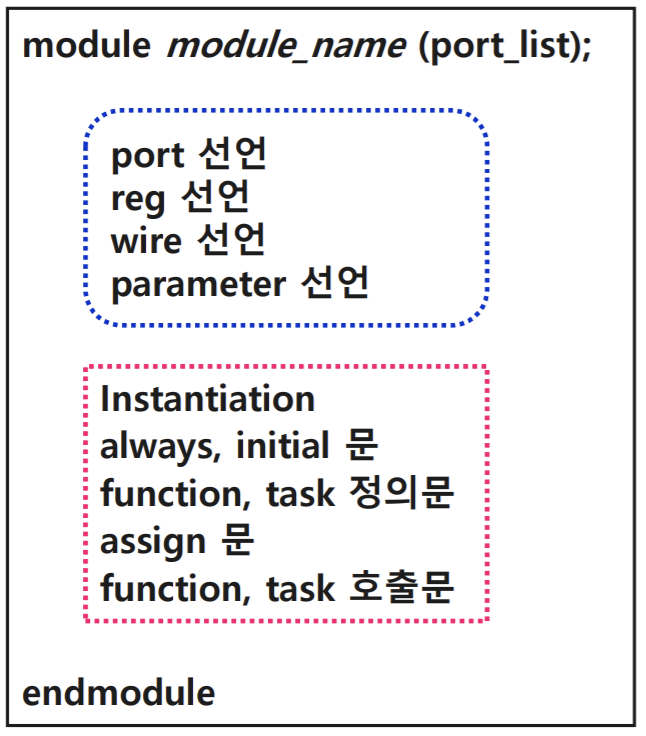 module module_name (port_list);
port 선언
reg 선언
wire 선언
parameter 선언
Instantiation
always, initial 문
function, task 정의문
assign 문
function, task 호출문
endmodule